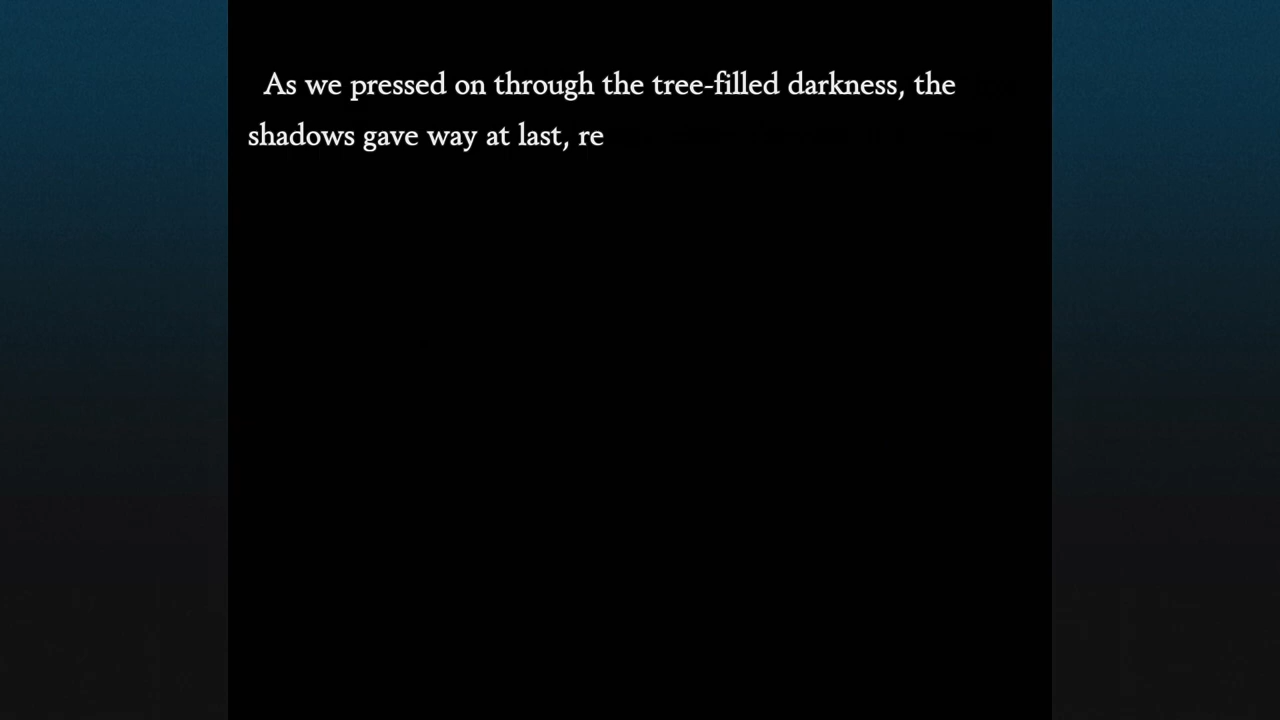 As we pressed on through the tree-filled darkness, the
shadows gave way at last, re